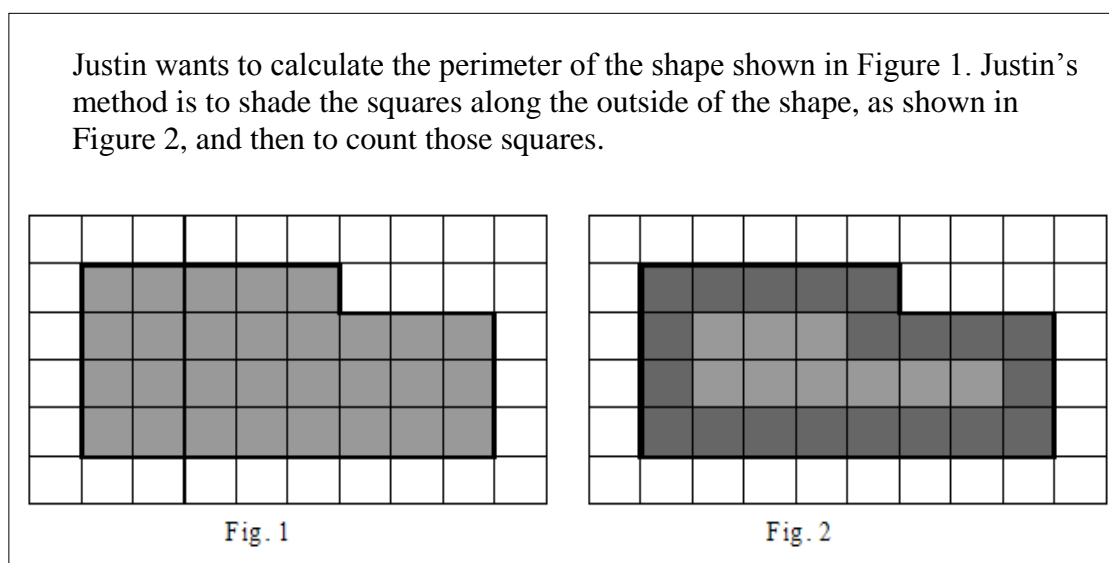 Justin wants to calculate the perimeter of the shape shown in Figure 1. Justin’s
method is to shade the squares along the outside of the shape, as shown in
Figure 2, and then to count those squares.
Fig. 1
Fig. 2